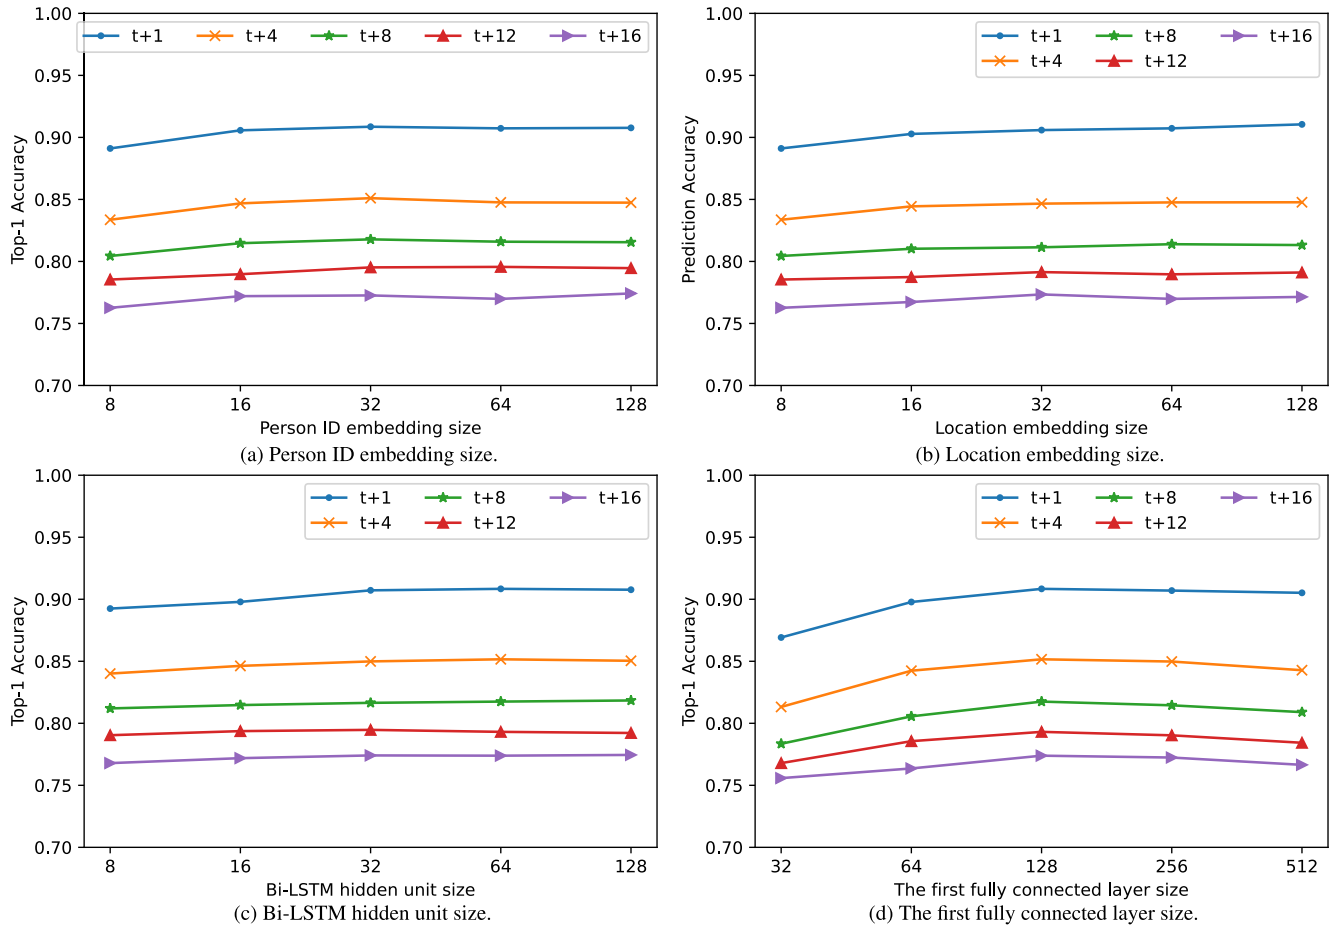 1.00
t+1 t+4 t+8 t+12 t+16
0.95
0.90
0.85
0.80
0.75
0.70
Top-1 Accuracy
8 16 32 64 128
Person ID embedding size
(a) Person ID embedding size.
1.00
t+1 t+8 t+16
t+4 t+12
0.95
0.90
0.85
0.80
0.75
0.70
Prediction Accuracy
8 16 32 64 128
Location embedding size
(b) Location embedding size.
1.00
t+1 t+8 t+16
t+4 t+12
0.95
0.90
0.85
0.80
0.75
0.70
Top-1 Accuracy
8 16 32 64 128
Bi-LSTM hidden unit size
(c) Bi-LSTM hidden unit size.
1.00
t+1 t+8 t+16
t+4 t+12
0.95
0.90
0.85
0.80
0.75
0.70
Top-1 Accuracy
32 64 128 256 512
The first fully connected layer size
(d) The first fully connected layer size.